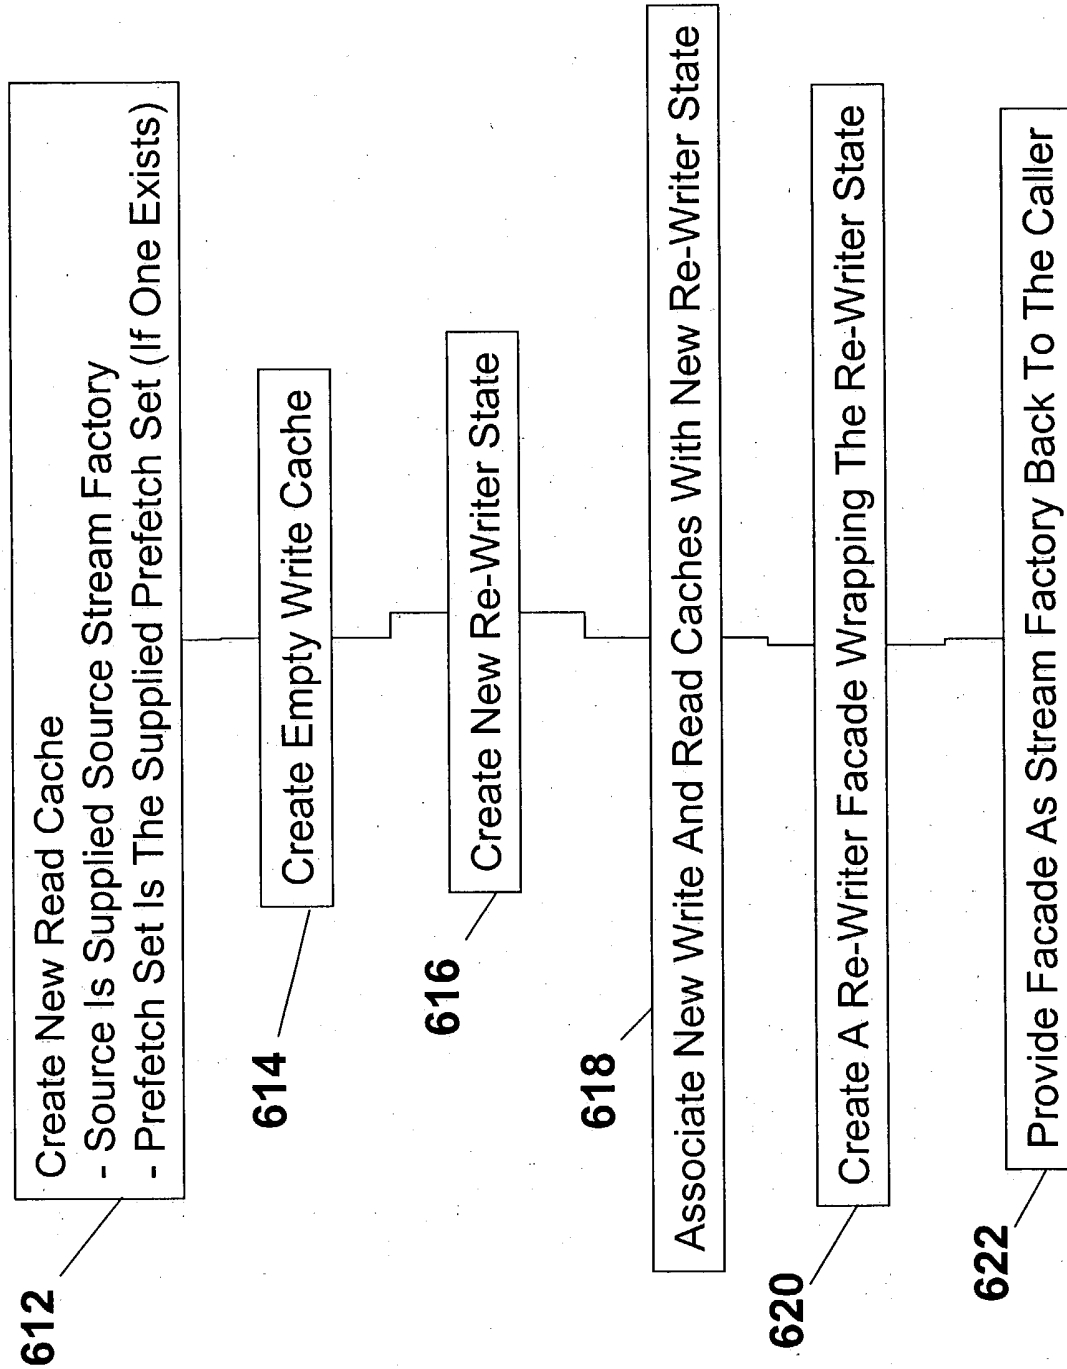 612
Create New Read Cache
- Source Is Supplied Source Stream Factory
- Prefetch Set Is The Supplied Prefetch Set (If One Exists)
614
Create Empty Write Cache
616
Create New Re-Writer State
618
Associate New Write And Read Caches With New Re-Writer State
620
Create A Re-Writer Facade Wrapping The Re-Writer State
622
Provide Facade As Stream Factory Back To The Caller